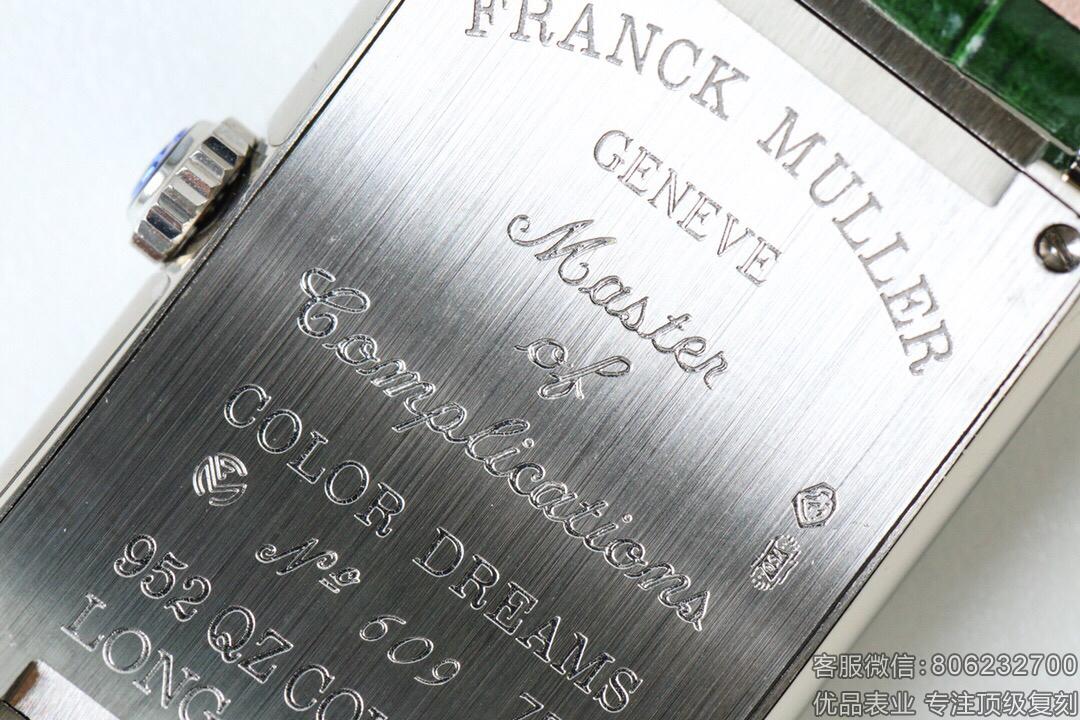 FRANCK MULLER
GENEVE
Master
of
Complications
COLOR DREAMS
No 609
952 QZ
LONG
客服微信:806232700
优品表业 专注顶级复刻